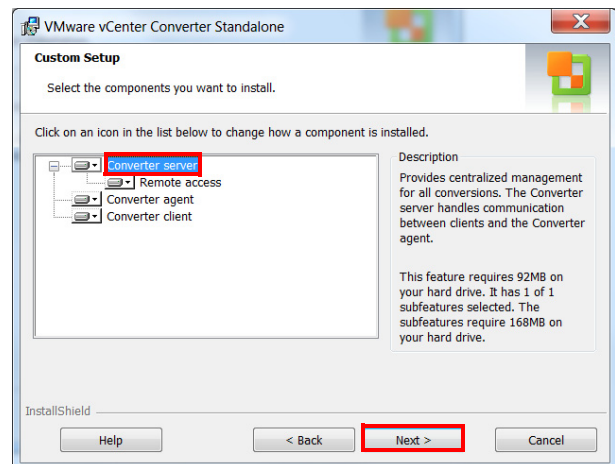 VMware vCenter Converter Standalone
Custom Setup
Select the components you want to install.
Click on an icon in the list below to change how a component is installed.
Converter server
Remote access
Converter agent
Converter client
Description
Provides centralized management
for all conversions. The Converter
server handles communication
between clients and the Converter
agent.
This feature requires 92MB on
your hard drive. It has 1 of 1
subfeatures selected. The
subfeatures require 168MB on
your hard drive.
InstallShield
Help
< Back
Next >
Cancel